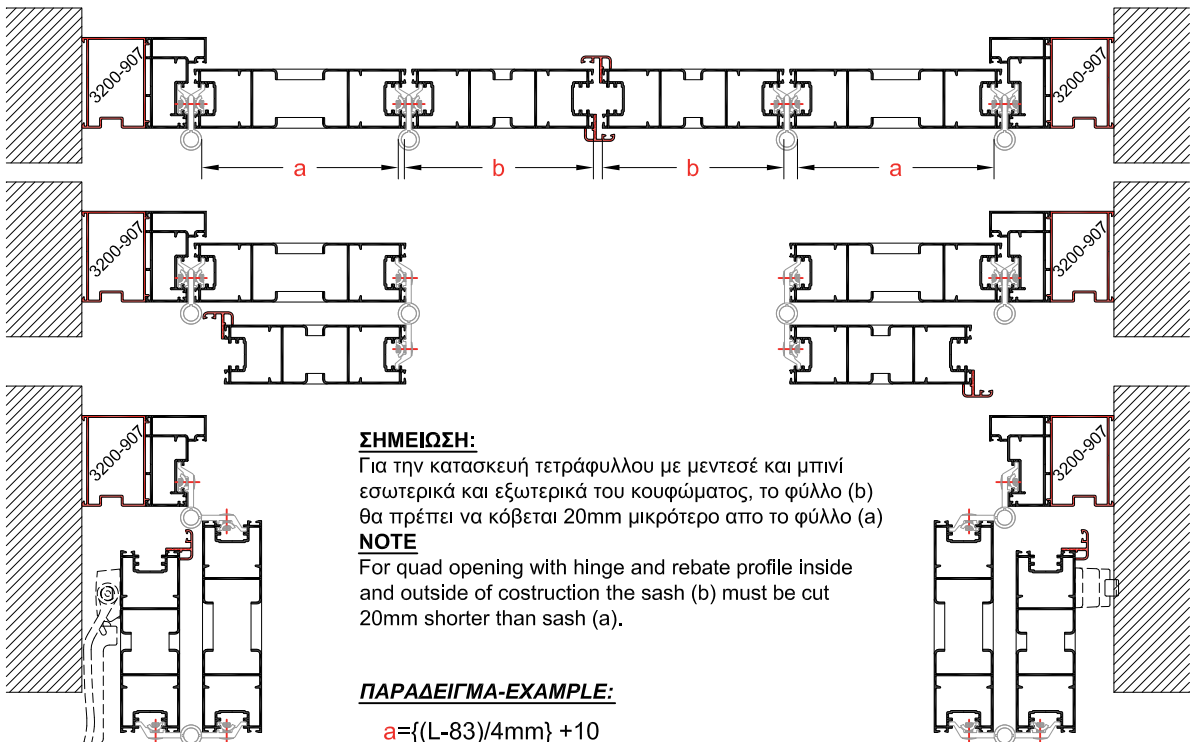 3200-907
3200-907
a
b
b
a
3200-907
3200-907
3200-907
3200-907
ΣΗΜΕΙΩΣΗ:
Για την κατασκευή τετράφυλλου με μεντεσέ και μπινί
εσωτερικά και εξωτερικά του κουφώματος, το φύλλο (b)
θα πρέπει να κόβεται 20mm μικρότερο απο το φύλλο (a)
NOTE
For quad opening with hinge and rebate profile inside
and outside of costruction the sash (b) must be cut
20mm shorter than sash (a).
ΠΑΡΑΔΕΙΓΜΑ-EXAMPLE:
a={(L-83)/4mm} +10